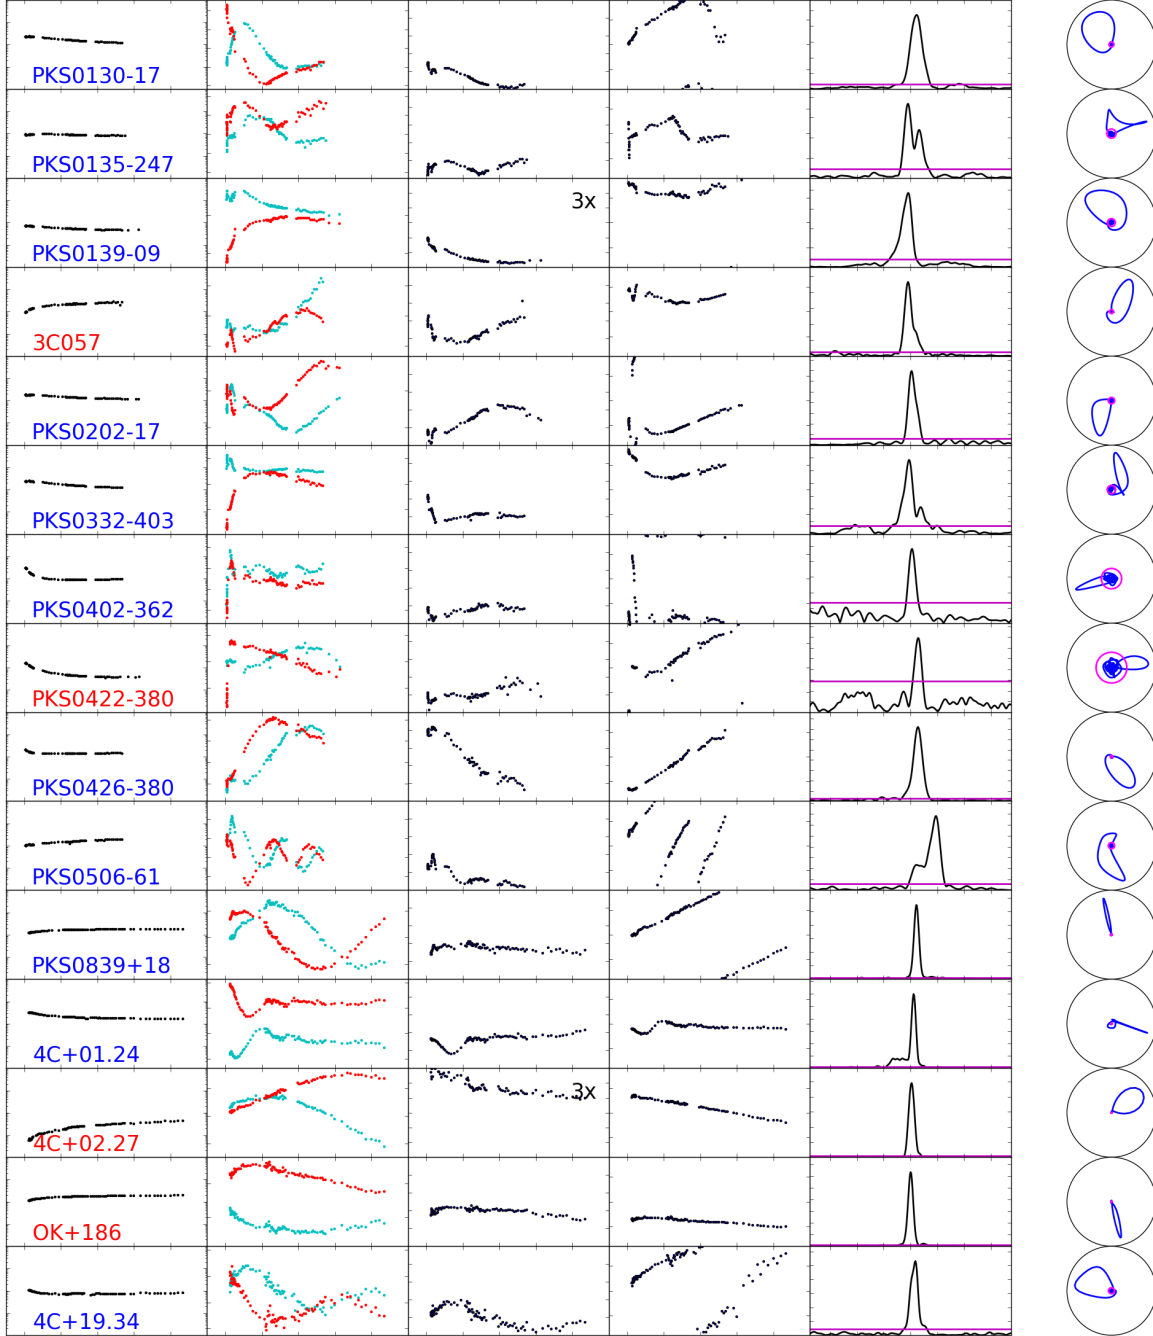 PKS0130-17
PKS0135-247
3x
PKS0139-09
3C057
PKS0202-17
PKS0332-403
PKS0402-362
PKS0422-380
PKS0426-380
PKS0506-61
PKS0839+18
4C+01.24
3x
4C+02.27
OK+186
4C+19.34